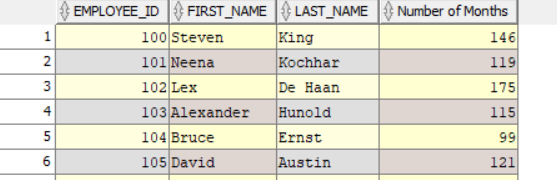 EMPLOYEE_ID FIRST_NAME LAST_NAME Number of Months
1 100 Steven King 146
2 101 Neena Kochhar 119
3 102 Lex De Haan 175
4 103 Alexander Hunold 115
5 104 Bruce Ernst 99
6 105 David Austin 121